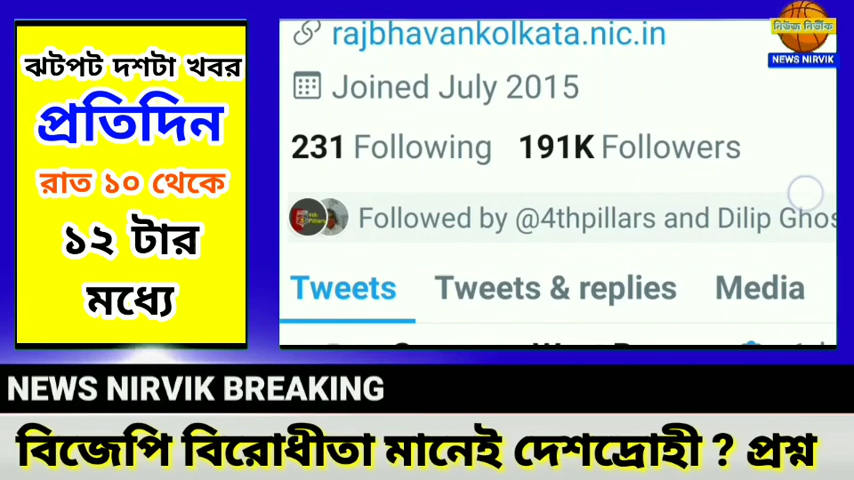 ঝটপট দশটা খবর
প্রতিদিন
রাত ১০ থেকে
১২ টার
মধ্যে
rajbhavankolkata.nic.in
Joined July 2015
231 Following 191K Followers
Followed by @4thpillars and Dilip Ghos
Tweets Tweets & replies Media
নিউজ নির্ভীক
NEWS NIRVIK
NEWS NIRVIK BREAKING
বিজেপি বিরোধীতা মানেই দেশদ্রোহী ? প্রশ্ন